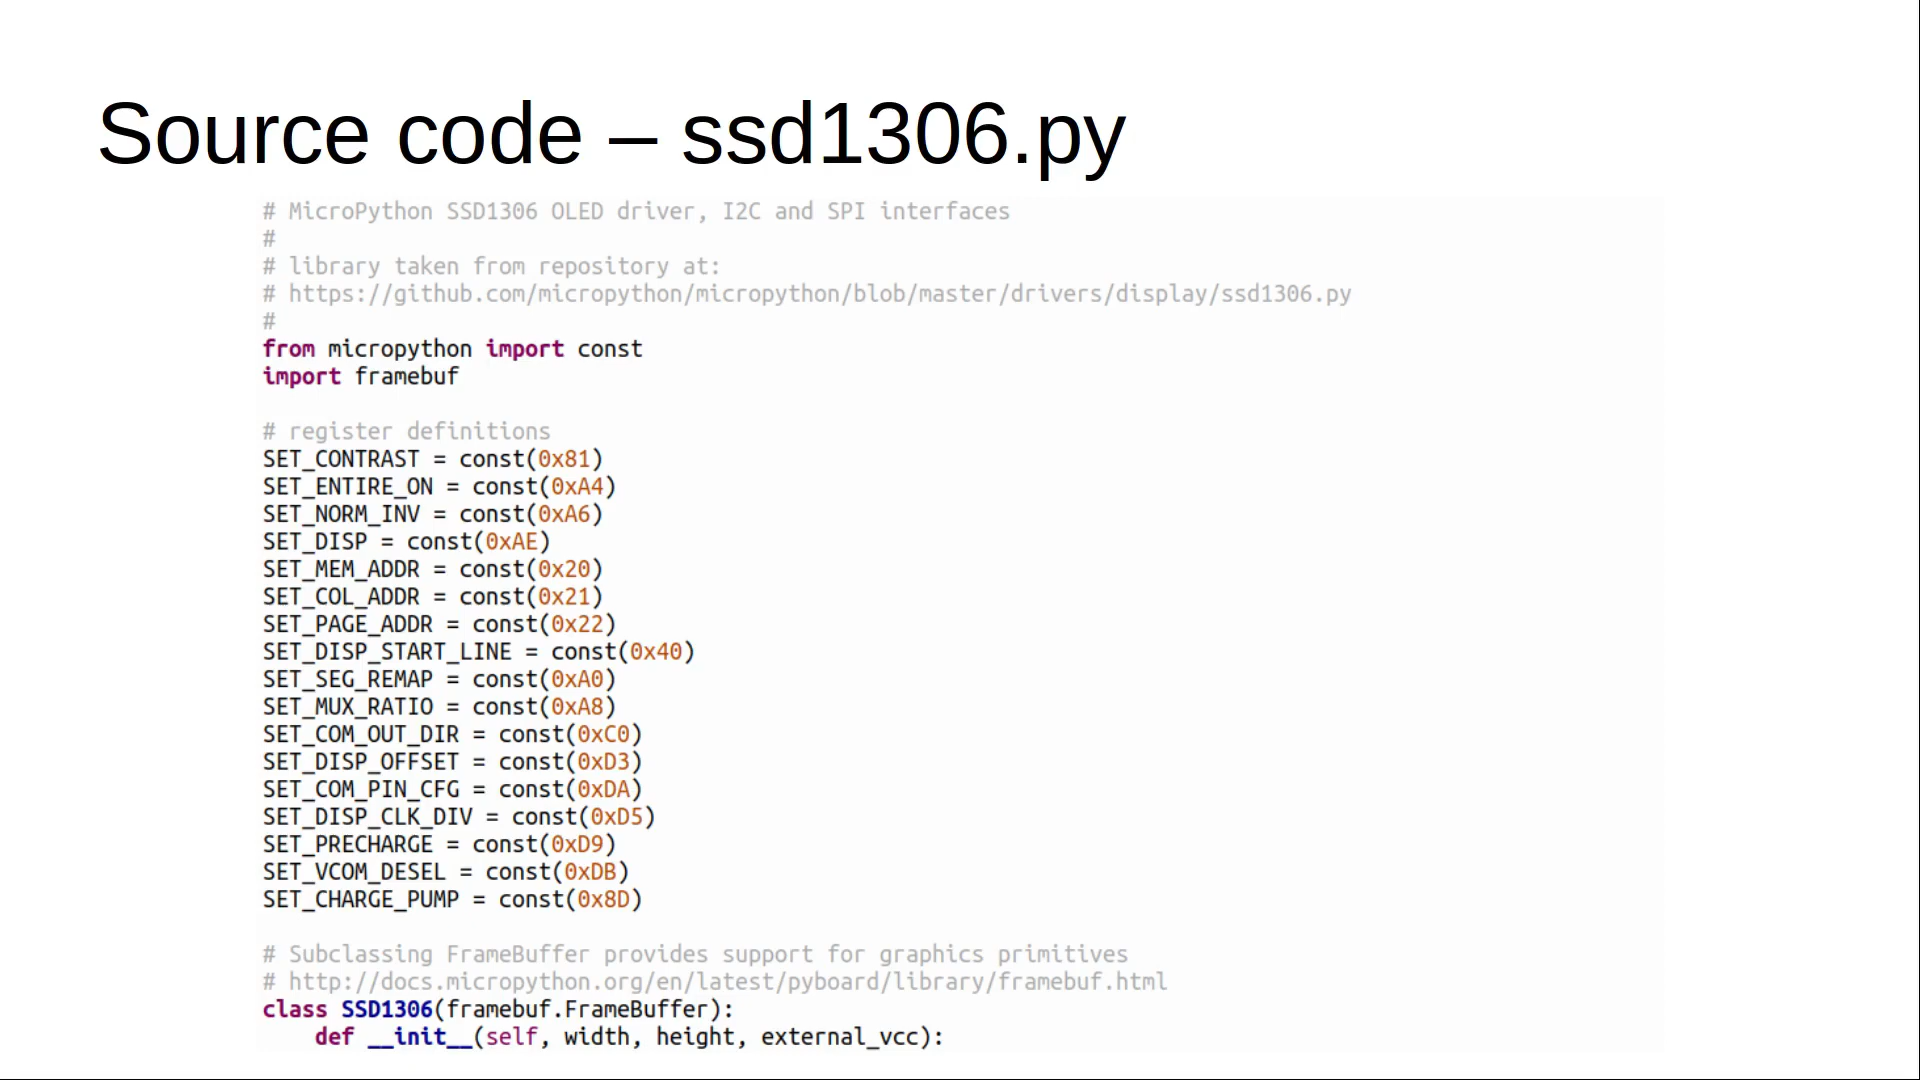 Source code – ssd1306.py
# MicroPython SSD1306 OLED driver, I2C and SPI interfaces
#
# library taken from repository at:
# https://github.com/micropython/micropython/blob/master/drivers/display/ssd1306.py
#
from micropython import const
import framebuf
# register definitions
SET_CONTRAST = const(0x81)
SET_ENTIRE_ON = const(0xA4)
SET_NORM_INV = const(0xA6)
SET_DISP = const(0xAE)
SET_MEM_ADDR = const(0x20)
SET_COL_ADDR = const(0x21)
SET_PAGE_ADDR = const(0x22)
SET_DISP_START_LINE = const(0x40)
SET_SEG_REMAP = const(0xA0)
SET_MUX_RATIO = const(0xA8)
SET_COM_OUT_DIR = const(0xC0)
SET_DISP_OFFSET = const(0xD3)
SET_COM_PIN_CFG = const(0xDA)
SET_DISP_CLK_DIV = const(0xD5)
SET_PRECHARGE = const(0xD9)
SET_VCOM_DESEL = const(0xDB)
SET_CHARGE_PUMP = const(0x8D)
# Subclassing FrameBuffer provides support for graphics primitives
# http://docs.micropython.org/en/latest/pyboard/library/framebuf.html
class SSD1306(framebuf.FrameBuffer):
    def __init__(self, width, height, external_vcc):